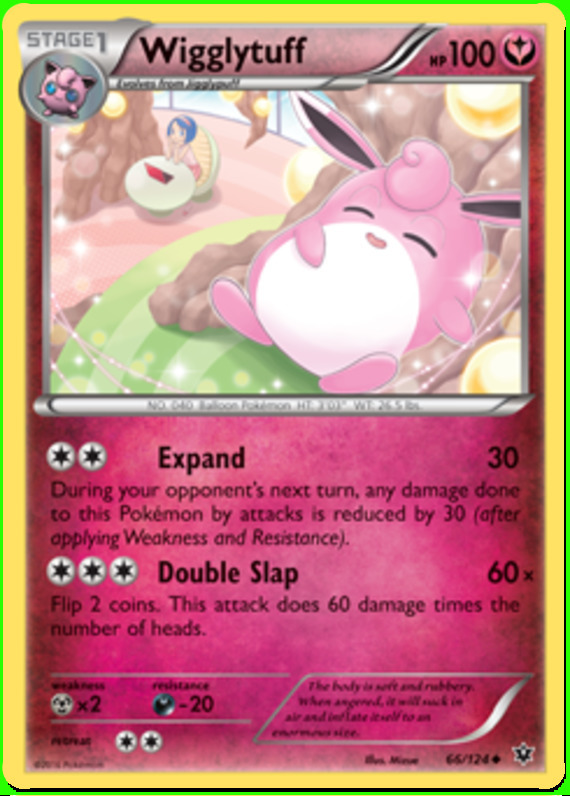 STAGE1
Wigglytuff
HP 100
Evolves from Jigglypuff
NO. 040 Balloon Pokémon HT: 3'03" WT: 26.5 lbs.
Expand 30
During your opponent's next turn, any damage done
to this Pokémon by attacks is reduced by 30 (after
applying Weakness and Resistance).
Double Slap 60×
Flip 2 coins. This attack does 60 damage times the
number of heads.
weakness
×2
resistance
-20
The body is soft and rubbery.
When angered, it will suck in
air and inflate itself to an
enormous size.
retreat
Illus. Mizue
66/124
©2016 Pokémon